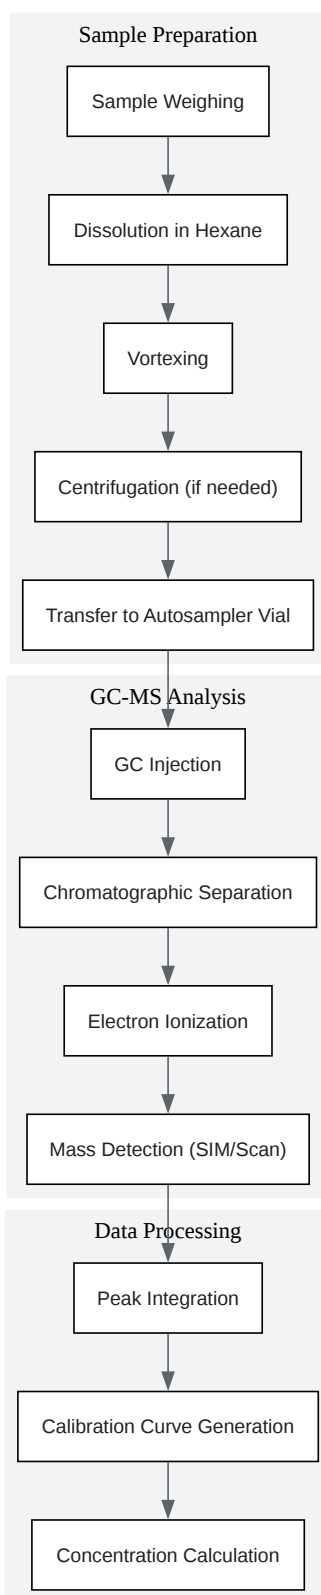 Sample Preparation
Sample Weighing
Dissolution in Hexane
Vortexing
Centrifugation (if needed)
Transfer to Autosampler Vial
GC-MS Analysis
GC Injection
Chromatographic Separation
Electron Ionization
Mass Detection (SIM/Scan)
Data Processing
Peak Integration
Calibration Curve Generation
Concentration Calculation